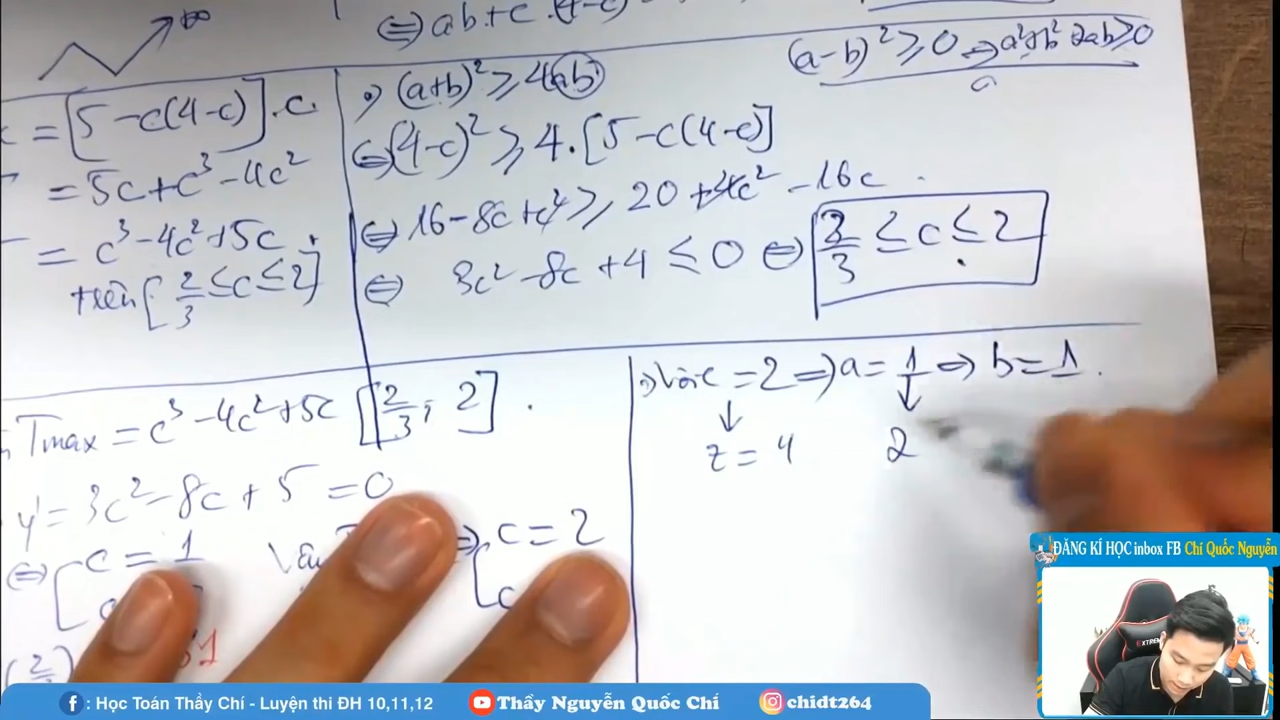 ∞
⇔ ab + c.(4-c)
(a-b)² ≥ 0 ⇒ a²+b²-2ab ≥ 0
a
= [5-c(4-c)].c
= 5c + c³ - 4c²
= c³ - 4c² + 5c
trên [2/3 ≤ c ≤ 2]
(a+b)² ≥ 4(ab)
⇔ (4-c)² ≥ 4.[5-c(4-c)]
⇔ 16 - 8c + c² ≥ 20 + 4c² - 16c
⇔ 3c² - 8c + 4 ≤ 0 ⇔ 2/3 ≤ c ≤ 2
Tmax = c³ - 4c² + 5c [2/3; 2]
y' = 3c² - 8c + 5 = 0
⇔ [c = 1
⇒ [c = 2
c
+) Với c = 2 ⇒ a = 1 ⇒ b = 1.
z = 4
2
ĐĂNG KÍ HỌC inbox FB Chí Quốc Nguyễn
EXTREME
: Học Toán Thầy Chí - Luyện thi ĐH 10,11,12
Thầy Nguyễn Quốc Chí
chidt264